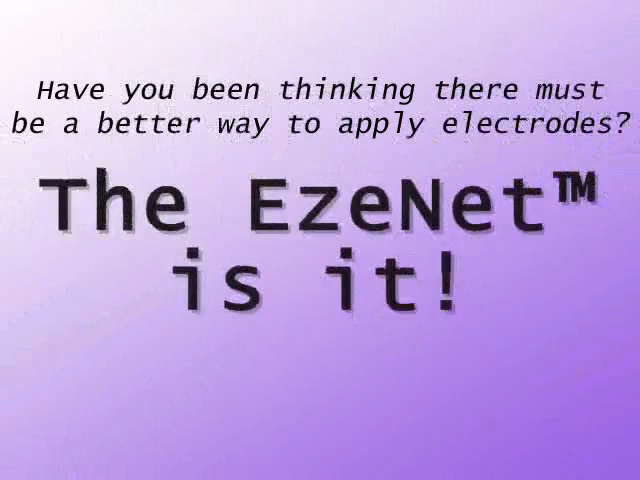 Have you been thinking there must
be a better way to apply electrodes?
The EzeNet™
is it!